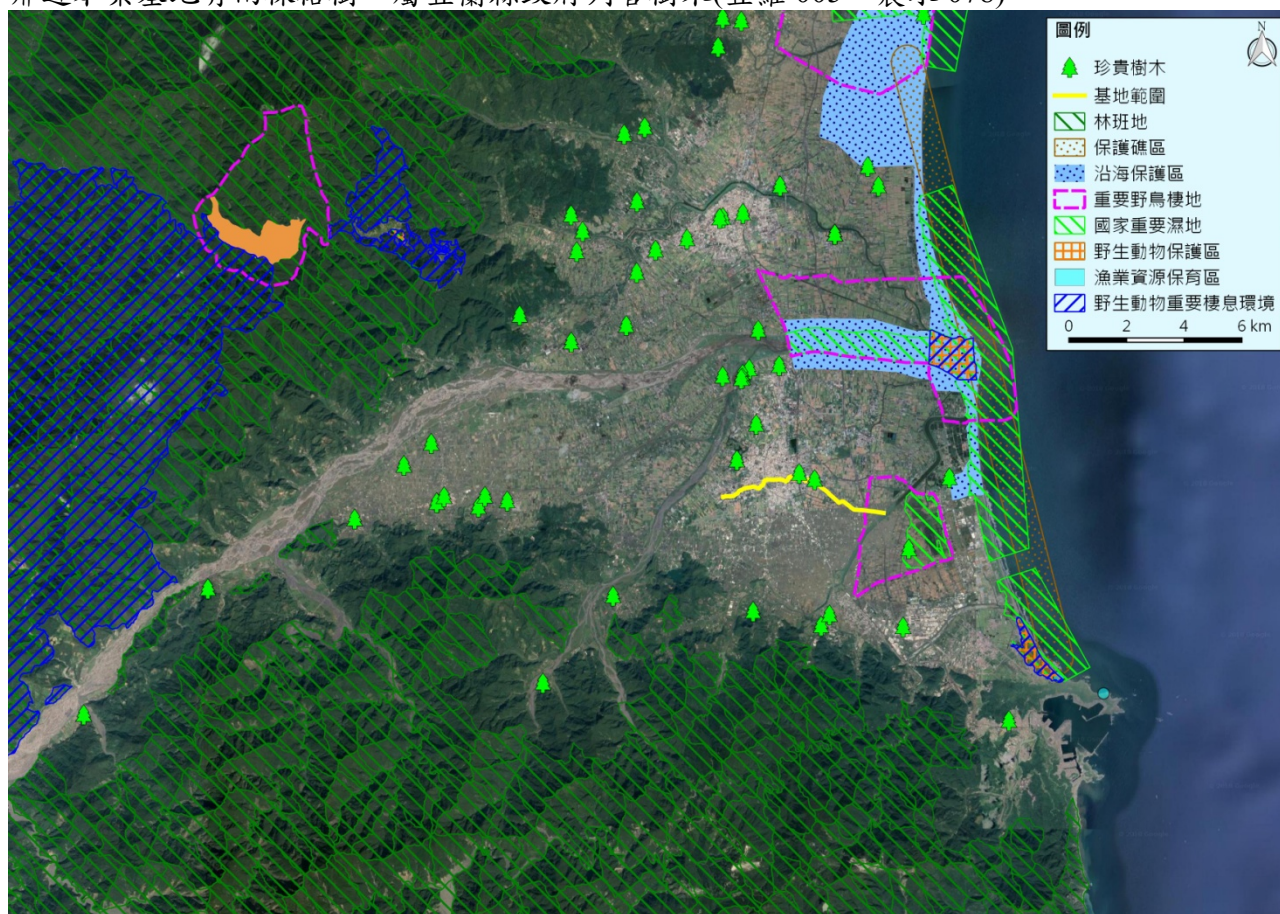 圖例
N
珍貴樹木
基地範圍
林班地
保護礁區
沿海保護區
重要野鳥棲地
國家重要濕地
野生動物保護區
漁業資源保育區
野生動物重要棲息環境
0 2 4 6 km